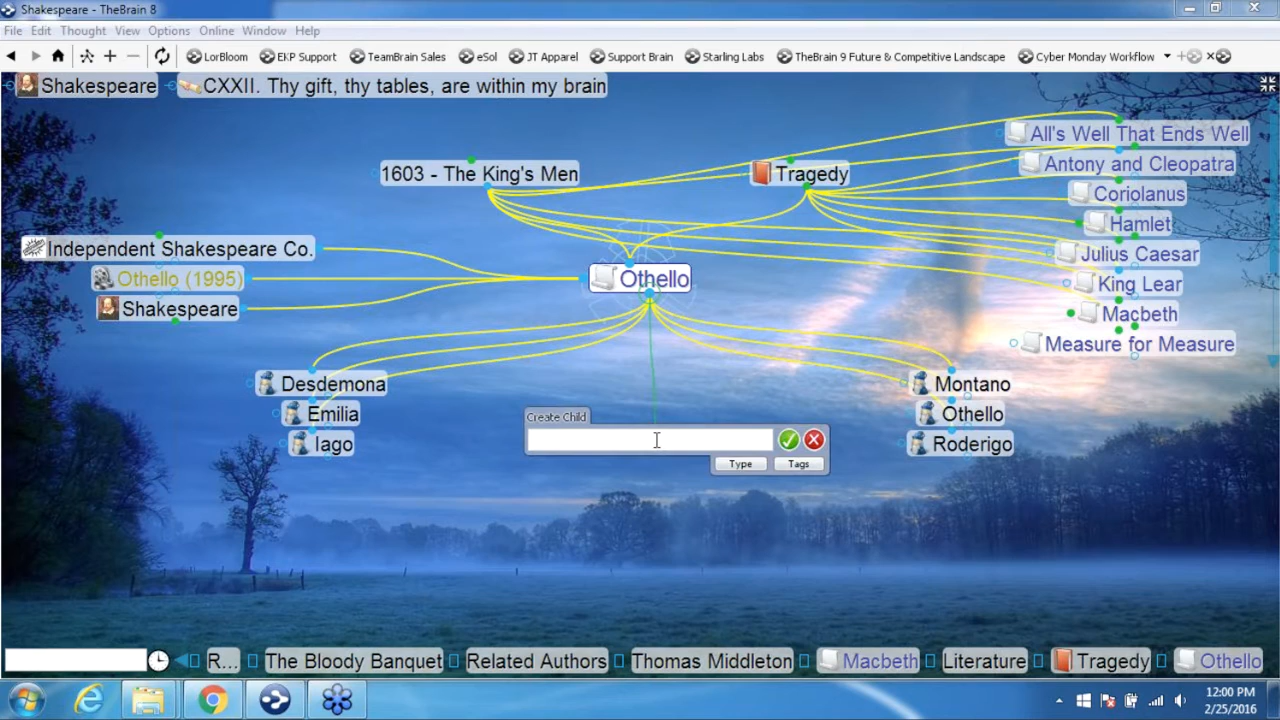 Shakespeare - TheBrain 8
File Edit Thought View Options Online Window Help
LorBloom EKP Support TeamBrain Sales eSol JT Apparel Support Brain Starling Labs TheBrain 9 Future & Competitive Landscape Cyber Monday Workflow
Shakespeare CXXII. Thy gift, thy tables, are within my brain
All's Well That Ends Well
1603 - The King's Men Tragedy Antony and Cleopatra
Coriolanus
Hamlet
Independent Shakespeare Co. Julius Caesar
Othello (1995) Othello King Lear
Shakespeare Macbeth
Measure for Measure
Desdemona Montano
Emilia Othello
Create Child
Iago Roderigo
Type Tags
R... The Bloody Banquet Related Authors Thomas Middleton Macbeth Literature Tragedy Othello
12:00 PM
2/25/2016